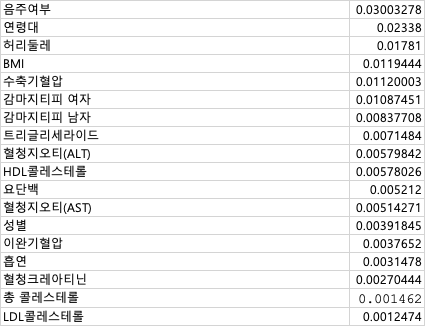 음주여부 0.03003278
연령대 0.02338
허리둘레 0.01781
BMI 0.0119444
수축기혈압 0.01120003
감마지티피 여자 0.01087451
감마지티피 남자 0.00837708
트리글리세라이드 0.0071484
혈청지오티(ALT) 0.00579842
HDL콜레스테롤 0.00578026
요단백 0.005212
혈청지오티(AST) 0.00514271
성별 0.00391845
이완기혈압 0.0037652
흡연 0.0031478
혈청크레아티닌 0.00270444
총 콜레스테롤 0.001462
LDL콜레스테롤 0.0012474